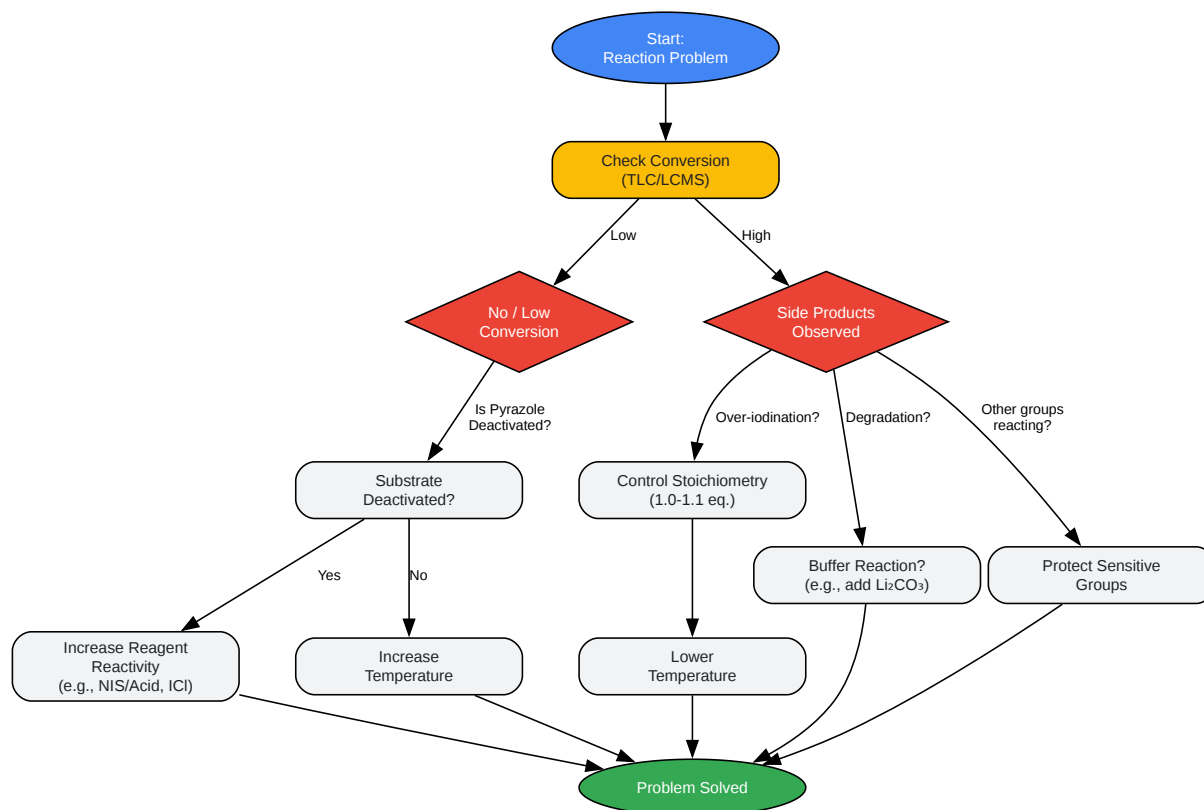 Start:
Reaction Problem
Check Conversion
(TLC/LCMS)
Low
High
No / Low
Conversion
Side Products
Observed
Is Pyrazole
Deactivated?
Over-iodination?
Degradation?
Other groups
reacting?
Substrate
Deactivated?
Control Stoichiometry
(1.0-1.1 eq.)
Yes
No
Buffer Reaction?
(e.g., add Li₂CO₃)
Protect Sensitive
Groups
Increase Reagent
Reactivity
(e.g., NIS/Acid, ICl)
Increase
Temperature
Lower
Temperature
Problem Solved